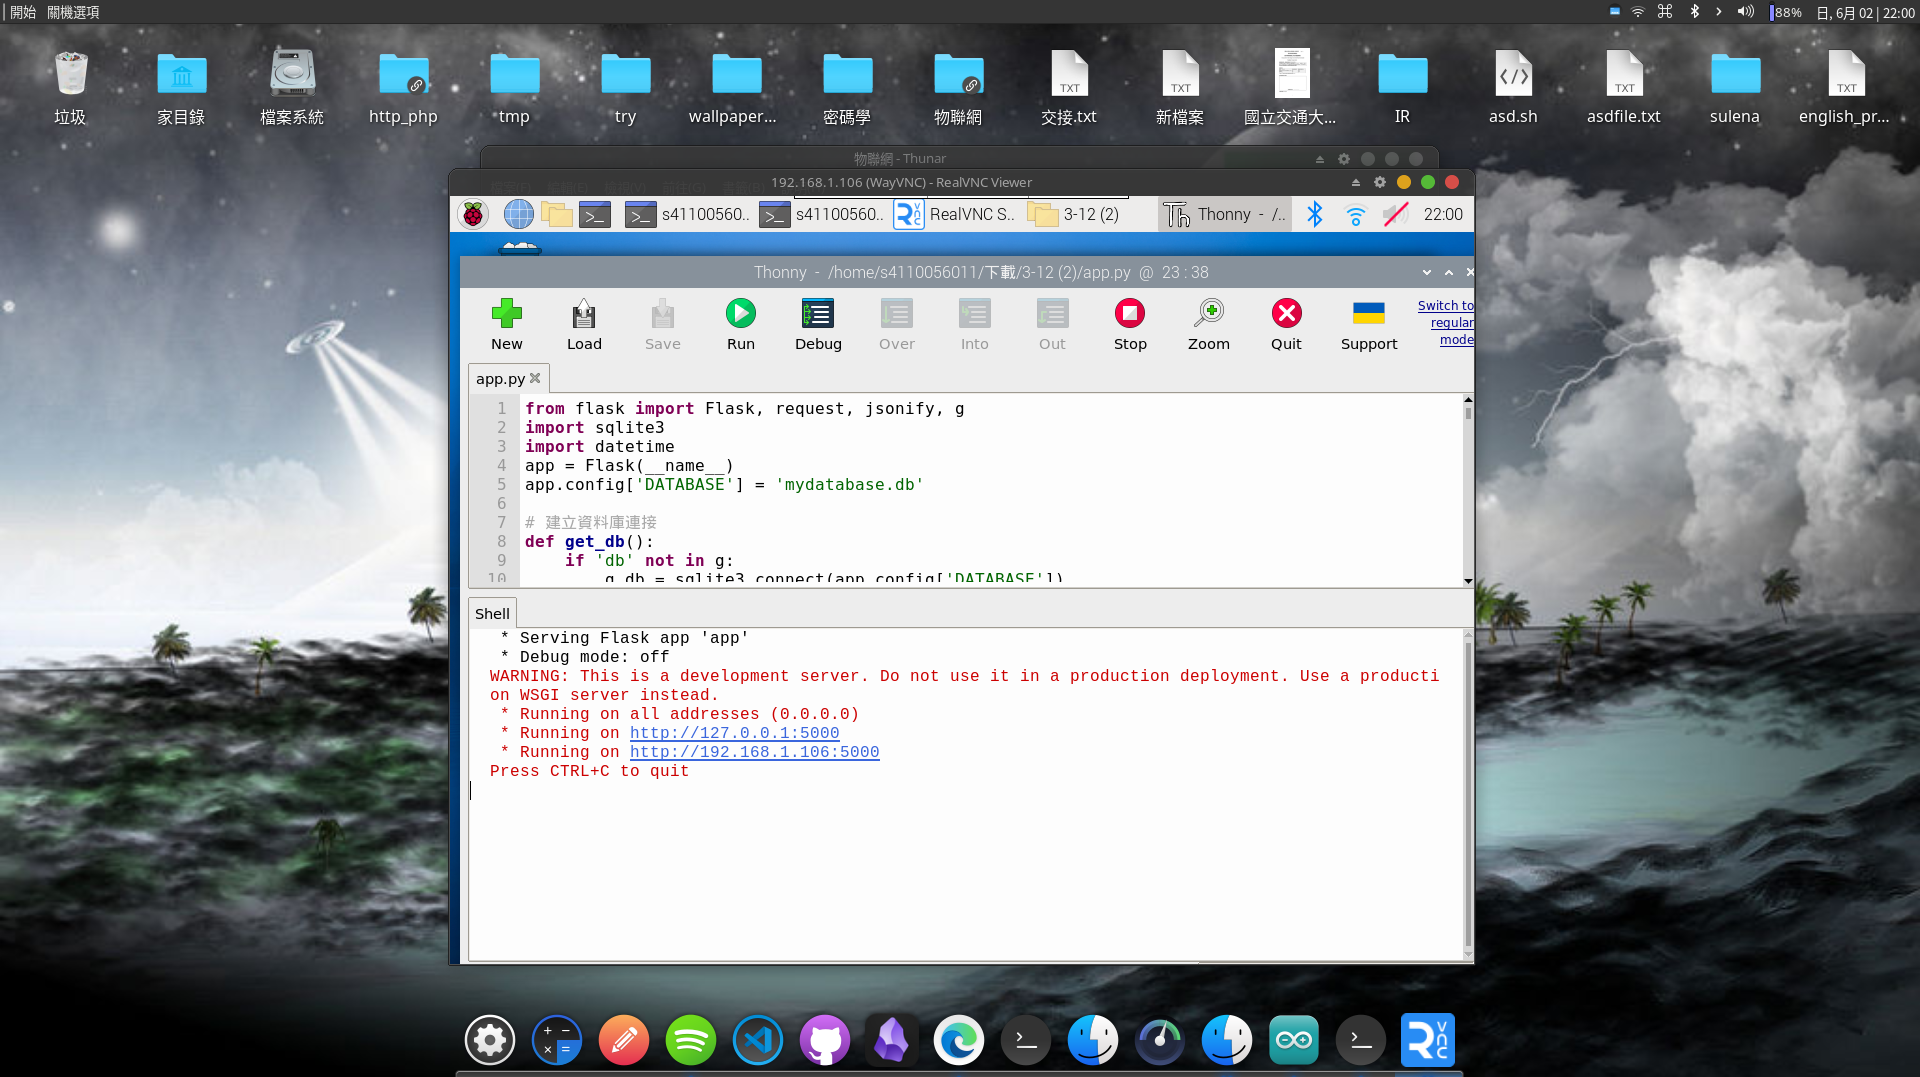 開始 關機選項
88% 日, 6月 02 | 22:00
垃圾
家目錄
檔案系統
http_php
tmp
try
wallpaper...
密碼學
物聯網
TXT
交接.txt
TXT
新檔案
國立交通大...
IR
asd.sh
TXT
asdfile.txt
sulena
TXT
english_pr...
物聯網 - Thunar
192.168.1.106 (WayVNC) - RealVNC Viewer
s41100560..
s41100560..
RealVNC S..
3-12 (2)
Thonny - /..
22:00
Thonny - /home/s4110056011/下載/3-12 (2)/app.py @ 23 : 38
New
Load
Save
Run
Debug
Over
Into
Out
Stop
Zoom
Quit
Support
Switch to
regular
mode
app.py
1 from flask import Flask, request, jsonify, g
2 import sqlite3
3 import datetime
4 app = Flask(__name__)
5 app.config['DATABASE'] = 'mydatabase.db'
6
7 # 建立資料庫連接
8 def get_db():
9 if 'db' not in g:
10 g.db = sqlite3.connect(app.config['DATABASE'])
Shell
* Serving Flask app 'app'
* Debug mode: off
WARNING: This is a development server. Do not use it in a production deployment. Use a producti
on WSGI server instead.
* Running on all addresses (0.0.0.0)
* Running on http://127.0.0.1:5000
* Running on http://192.168.1.106:5000
Press CTRL+C to quit